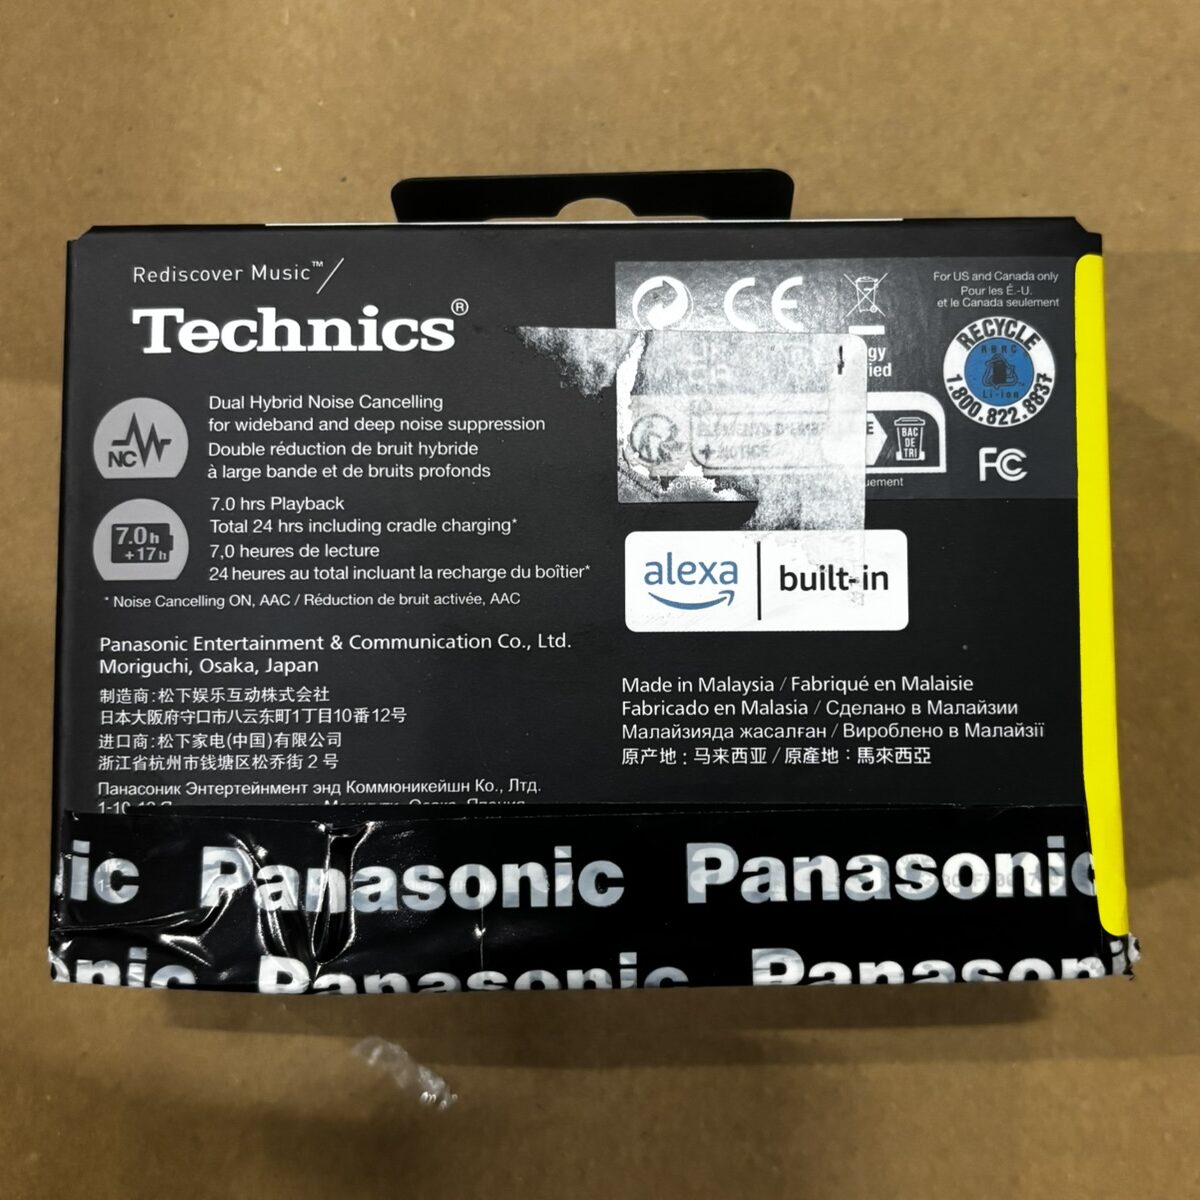 Rediscover Music™/
Technics®
NC
Dual Hybrid Noise Cancelling
for wideband and deep noise suppression
Double réduction de bruit hybride
à large bande et de bruits profonds
7.0h
+17h
7.0 hrs Playback
Total 24 hrs including cradle charging*
7,0 heures de lecture
24 heures au total incluant la recharge du boîtier*
* Noise Cancelling ON, AAC / Réduction de bruit activée, AAC
Panasonic Entertainment & Communication Co., Ltd.
Moriguchi, Osaka, Japan
制造商:松下娱乐互动株式会社
日本大阪府守口市八云东町1丁目10番12号
进口商:松下家电(中国)有限公司
浙江省杭州市钱塘区松乔街2号
Панасоник Энтертейнмент энд Коммюникейшн Ко., Лтд.
CE
For US and Canada only
Pour les É.-U.
et le Canada seulement
RECYCLE
RBRC
Li-ion
1.800.822.8837
BAC
DE
TRI
FC
alexa
built-in
Made in Malaysia / Fabriqué en Malaisie
Fabricado en Malasia / Сделано в Малайзии
Малайзияда жасалған / Вироблено в Малайзії
原产地:马来西亚 / 原產地:馬來西亞
ic Panasonic Panasonic
nic Panasonic Panasoni